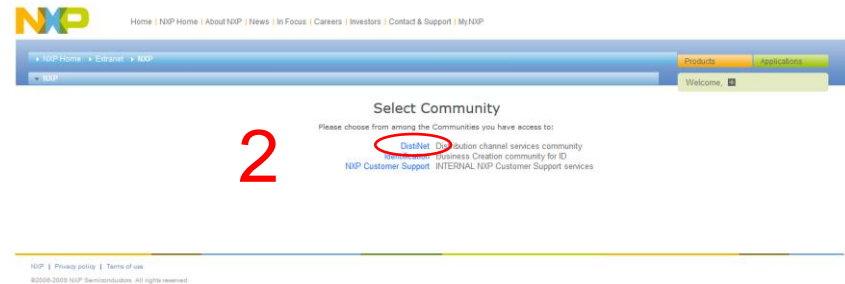 NXP
Home | NXP Home | About NXP | News | In Focus | Careers | Investors | Contact & Support | My.NXP
NXP Home Extranet NXP
Products Applications
NXP
Welcome,
Select Community
Please choose from among the Communities you have access to:
2
DistiNet Distribution channel services community
Identification Business Creation community for ID
NXP Customer Support INTERNAL NXP Customer Support services
NXP | Privacy policy | Terms of use
©2006-2009 NXP Semiconductors. All rights reserved